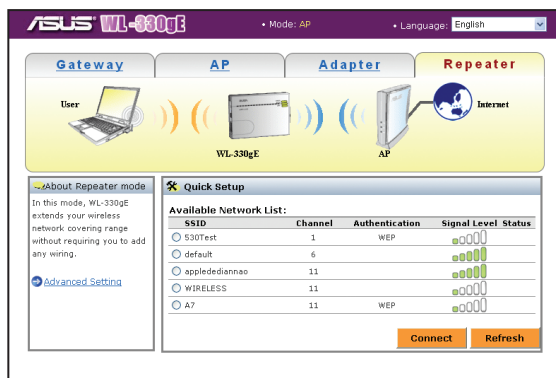 ASUS WL-330gE
• Mode: AP
• Language: English
Gateway
AP
Adapter
Repeater
User
Internet
WL-330gE
AP
About Repeater mode
In this mode, WL-330gE
extends your wireless
network covering range
without requiring you to add
any wiring.
Advanced Setting
Quick Setup
Available Network List:
SSID Channel Authentication Signal Level Status
530Test 1 WEP
default 6
appledediannao 11
WIRELESS 11
A7 11 WEP
Connect Refresh